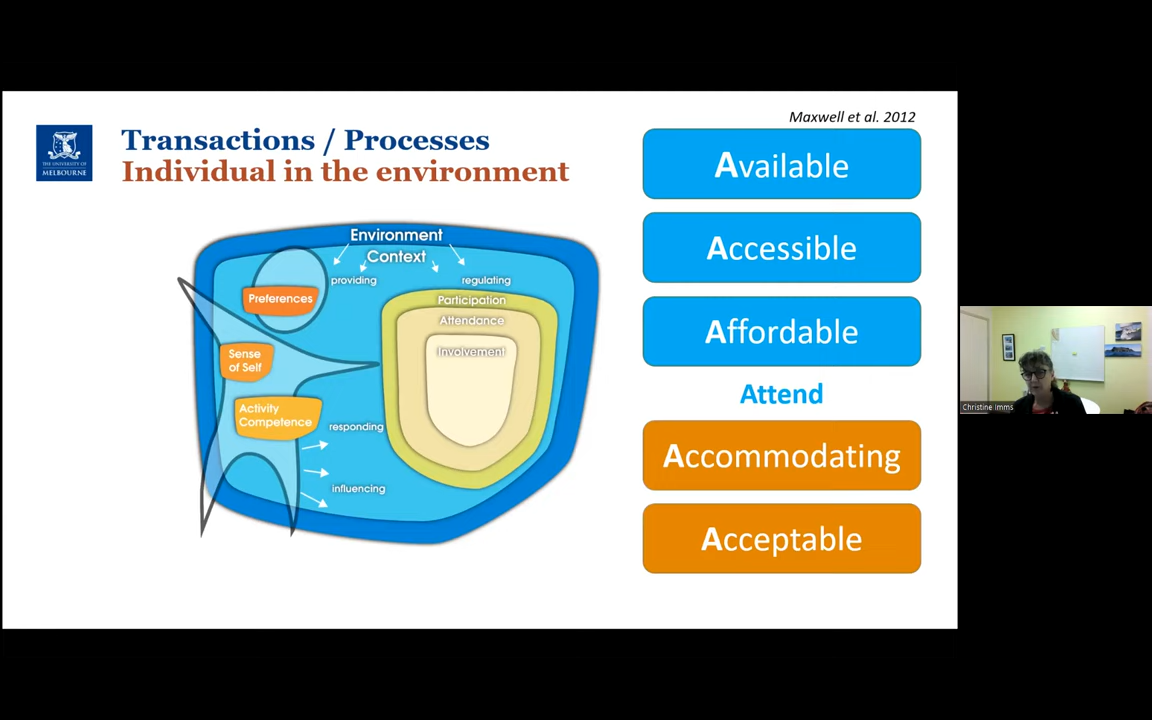 THE UNIVERSITY OF
MELBOURNE
Transactions / Processes
Individual in the environment
Maxwell et al. 2012
Environment
Context
providing
regulating
Preferences
Participation
Attendance
Involvement
Sense
of Self
Activity
Competence
responding
influencing
Available
Accessible
Affordable
Attend
Accommodating
Acceptable
Christine imms